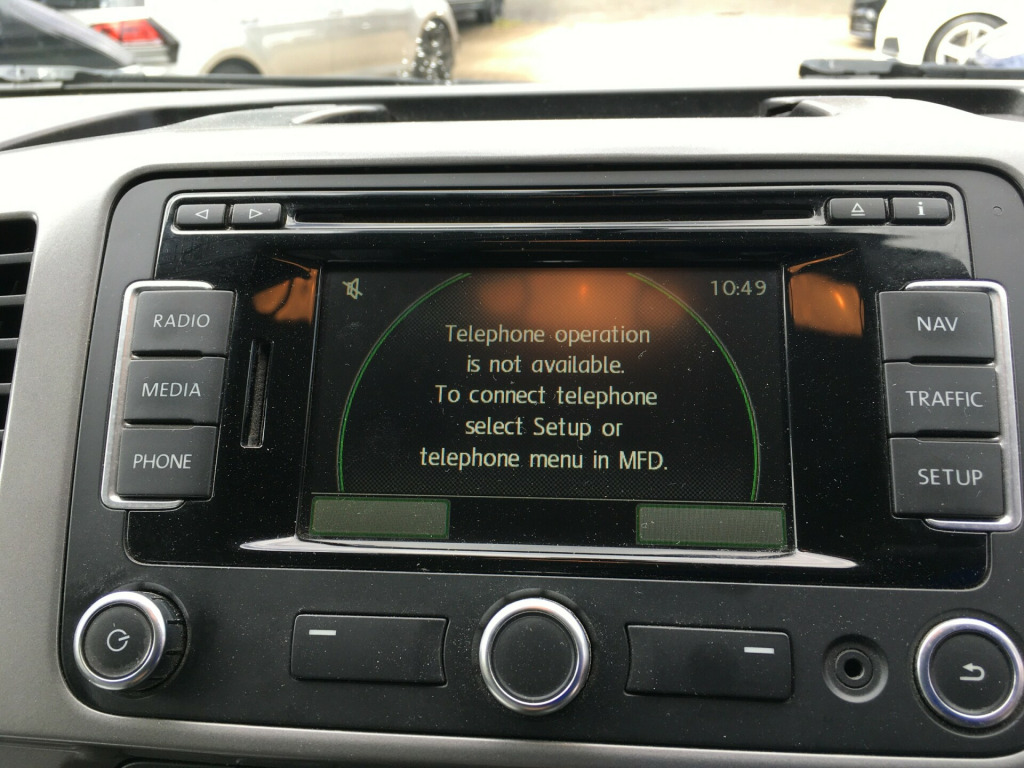 i
10:49
RADIO
NAV
Telephone operation
is not available.
To connect telephone
select Setup or
telephone menu in MFD.
MEDIA
TRAFFIC
PHONE
SETUP